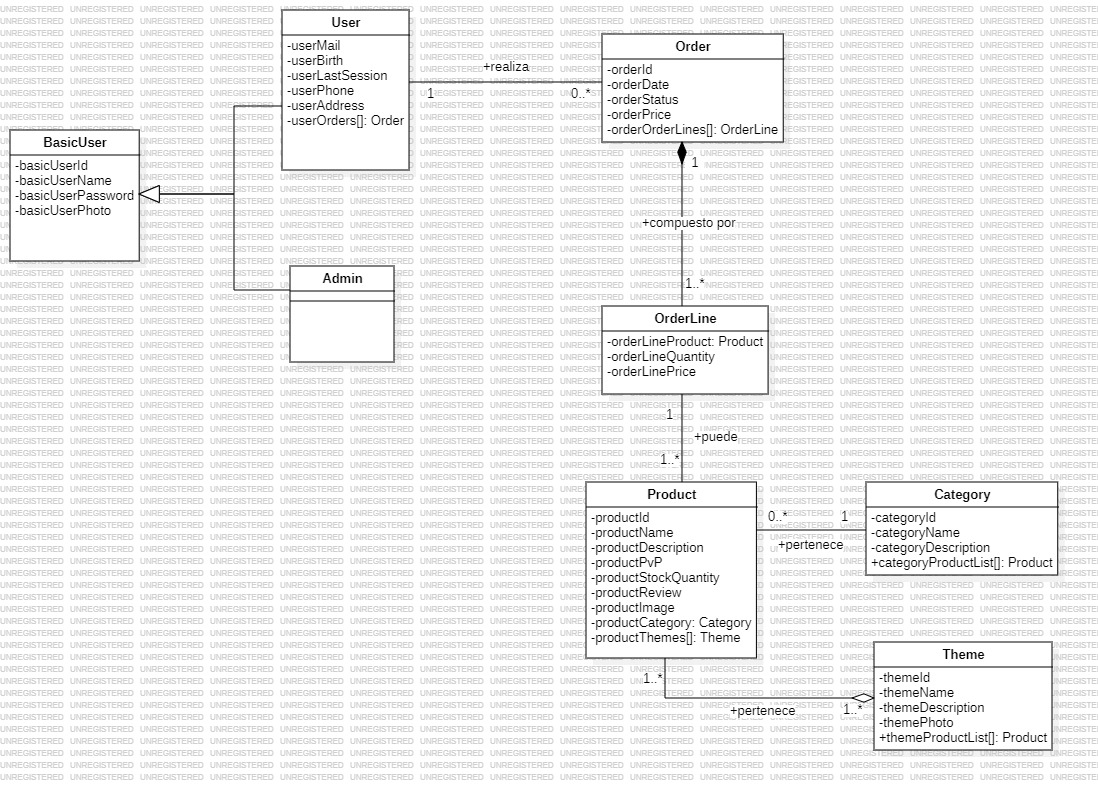 User
-userMail
-userBirth
-userLastSession
-userPhone
-userAddress
-userOrders[]: Order
BasicUser
-basicUserId
-basicUserName
-basicUserPassword
-basicUserPhoto
Admin
+realiza
1
0..*
Order
-orderId
-orderDate
-orderStatus
-orderPrice
-orderOrderLines[]: OrderLine
1
+compuesto por
1..*
OrderLine
-orderLineProduct: Product
-orderLineQuantity
-orderLinePrice
1
+puede
1..*
Product
-productId
-productName
-productDescription
-productPvP
-productStockQuantity
-productReview
-productImage
-productCategory: Category
-productThemes[]: Theme
0..*
1
+pertenece
Category
-categoryId
-categoryName
-categoryDescription
+categoryProductList[]: Product
1..*
+pertenece
1..*
Theme
-themeId
-themeName
-themeDescription
-themePhoto
+themeProductList[]: Product
UNREGISTERED